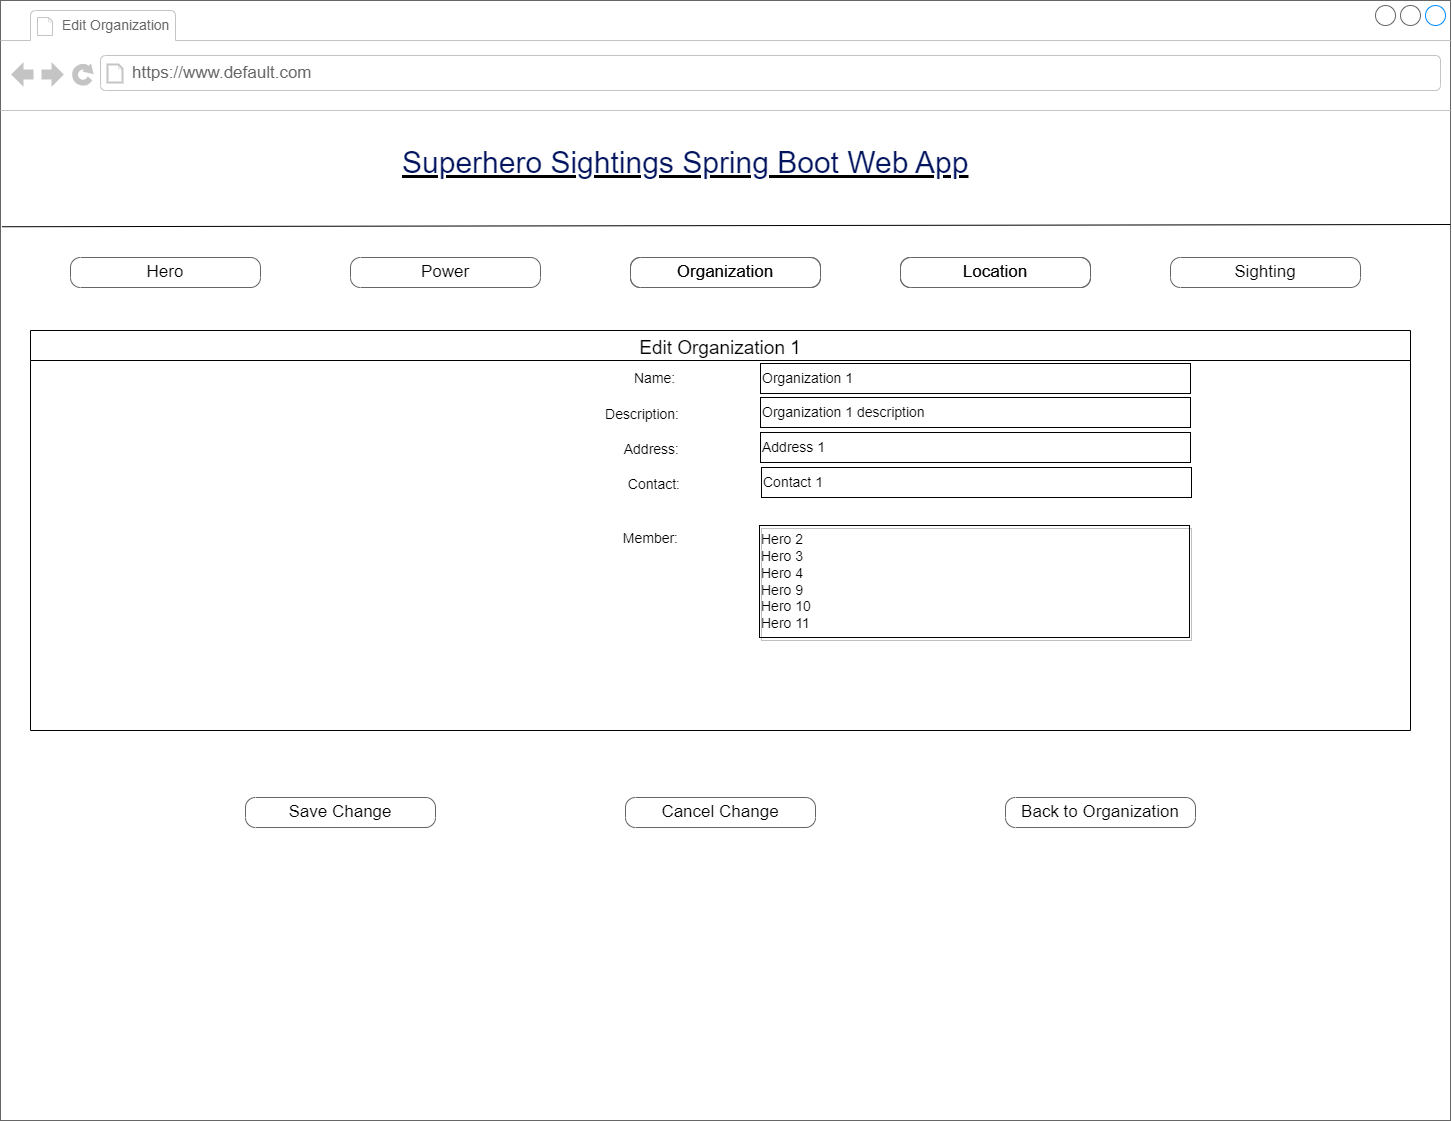 Edit Organization
https://www.default.com
Superhero Sightings Spring Boot Web App
Hero Power Organization Location Sighting
Edit Organization 1
Name: Organization 1
Description: Organization 1 description
Address: Address 1
Contact: Contact 1
Member: Hero 2
Hero 3
Hero 4
Hero 9
Hero 10
Hero 11
Save Change Cancel Change Back to Organization